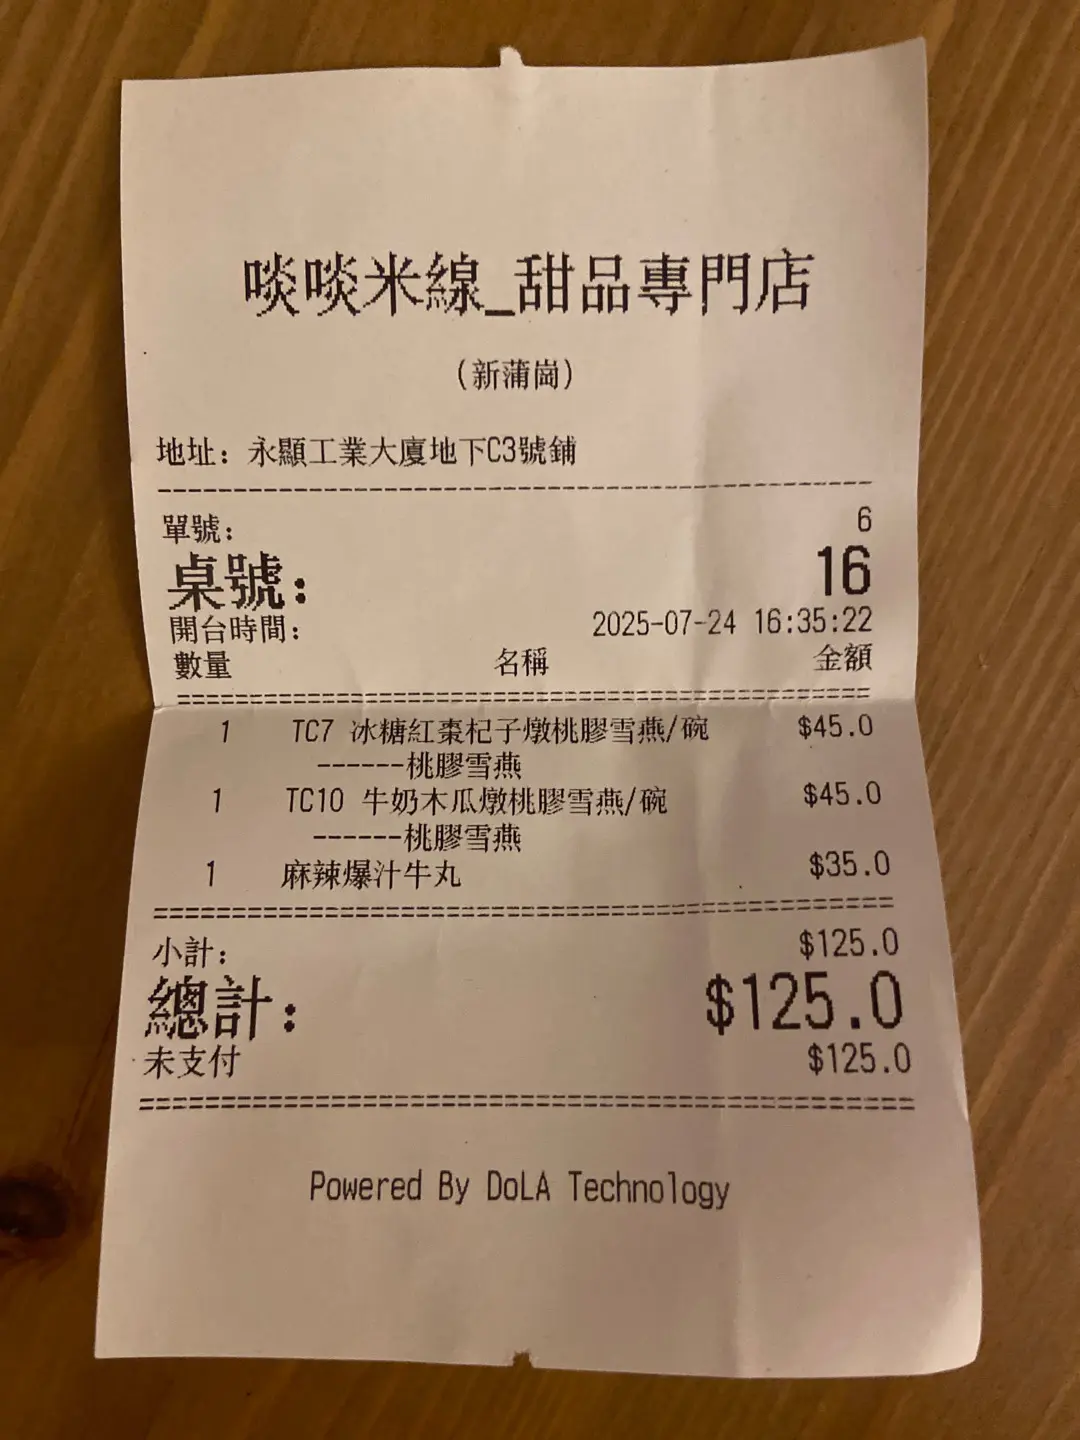 啖啖米線_甜品專門店
(新蒲崗)
地址: 永顯工業大廈地下C3號鋪
--------------------------------
單號: 6
桌號: 16
開台時間: 2025-07-24 16:35:22
數量 名稱 金額
================================
1 TC7 冰糖紅棗杞子燉桃膠雪燕/碗 $45.0
------桃膠雪燕
1 TC10 牛奶木瓜燉桃膠雪燕/碗 $45.0
------桃膠雪燕
1 麻辣爆汁牛丸 $35.0
================================
小計: $125.0
總計: $125.0
未支付 $125.0
================================
Powered By DoLA Technology